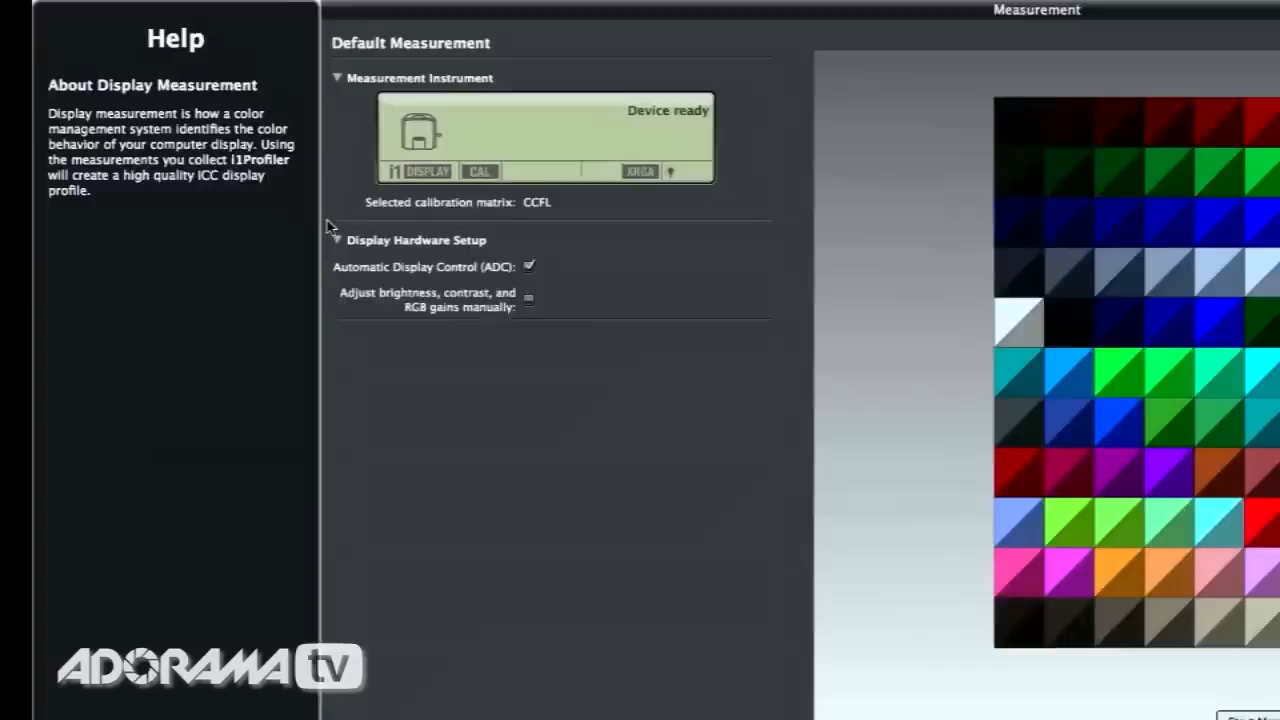 Measurement
Help
About Display Measurement
Display measurement is how a color
management system identifies the color
behavior of your computer display. Using
the measurements you collect i1Profiler
will create a high quality ICC display
profile.
Default Measurement
Measurement Instrument
Device ready
i1 DISPLAY CAL XRGA
Selected calibration matrix: CCFL
Display Hardware Setup
Automatic Display Control (ADC):
Adjust brightness, contrast, and
RGB gains manually:
ADORAMA tv